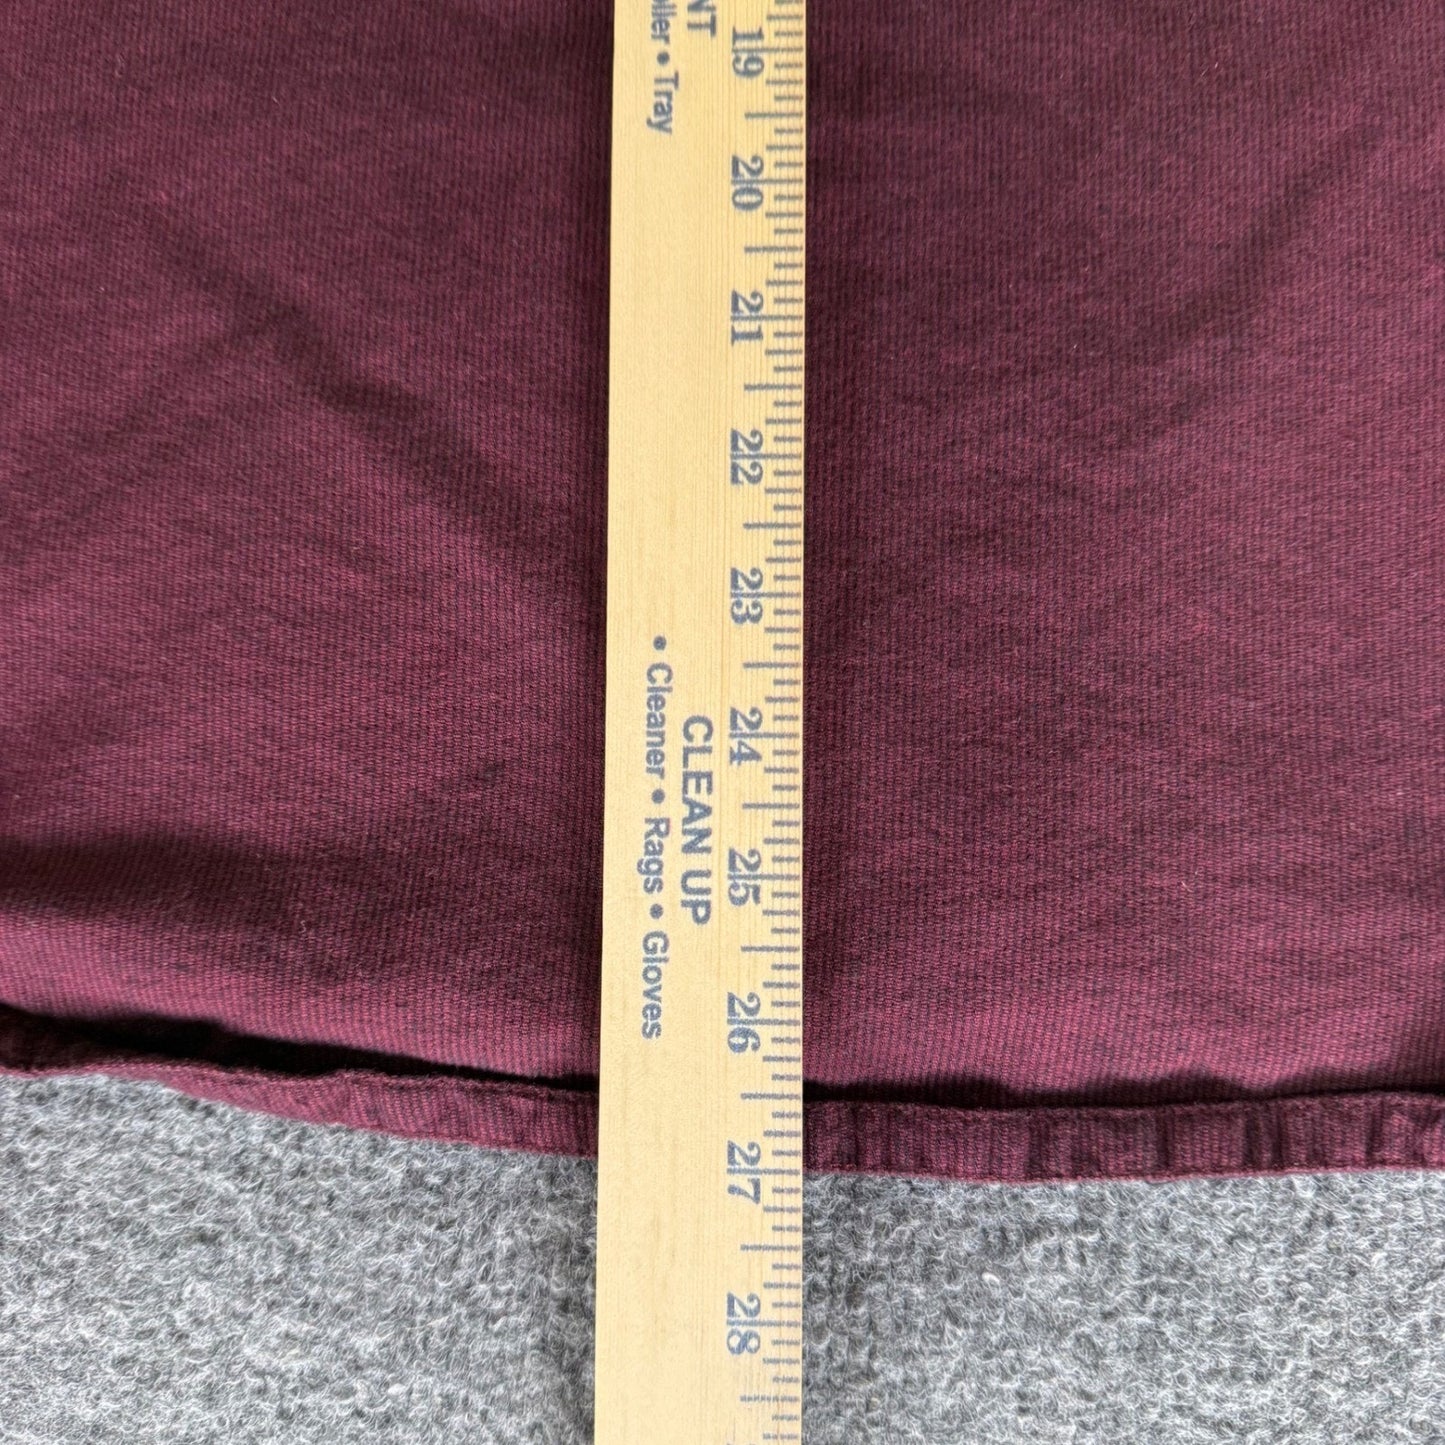 NT
ller • Tray
19
20
21
22
23
24
25
26
27
28
CLEAN UP
• Cleaner • Rags • Gloves